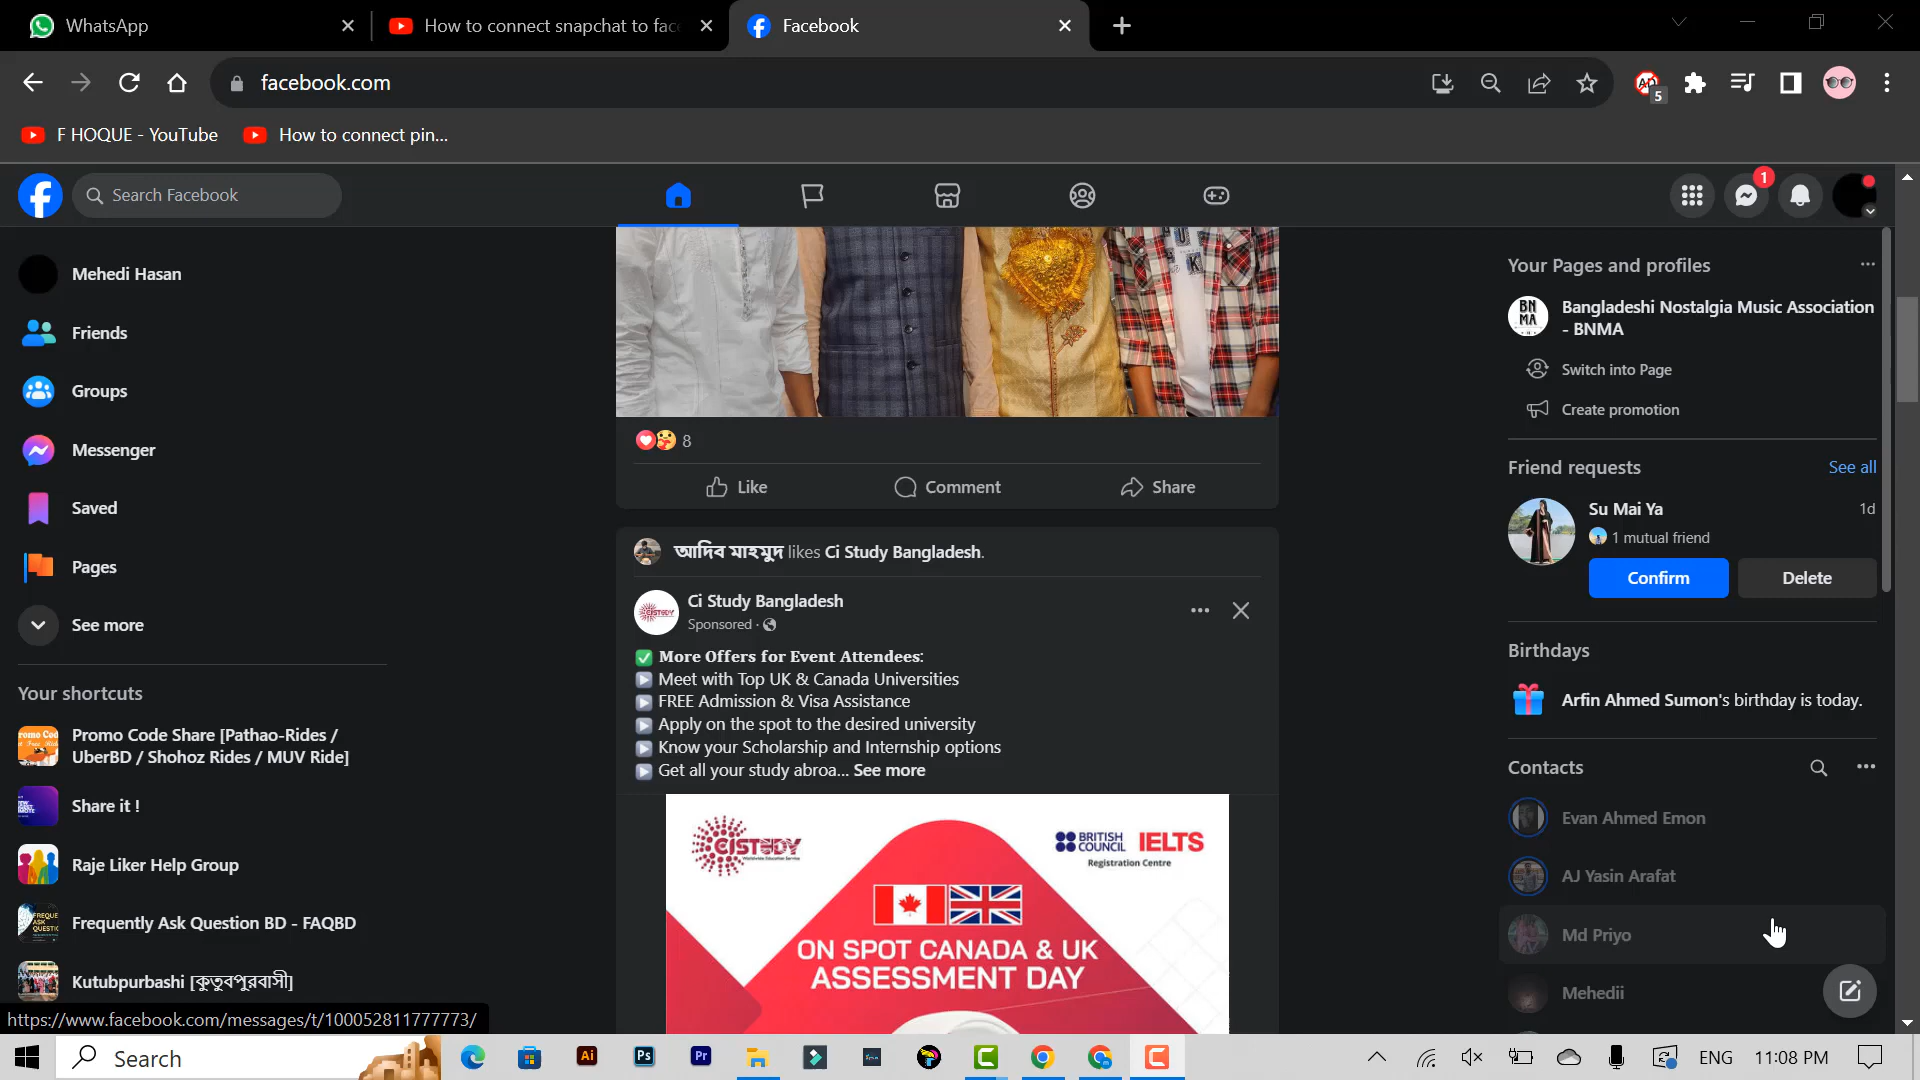 WhatsApp
How to connect snapchat to fac
Facebook
facebook.com
5
F HOQUE - YouTube
How to connect pin...
Search Facebook
1
Mehedi Hasan
Friends
Groups
Messenger
Saved
Pages
See more
Your shortcuts
Promo Code Share [Pathao-Rides /
UberBD / Shohoz Rides / MUV Ride]
Share it !
Raje Liker Help Group
Frequently Ask Question BD - FAQBD
Kutubpurbashi [কুতুবপুরবাসী]
https://www.facebook.com/messages/t/100052811777773/
8
Like
Comment
Share
আদিব মাহমুদ likes Ci Study Bangladesh.
Ci Study Bangladesh
Sponsored ·
More Offers for Event Attendees:
Meet with Top UK & Canada Universities
FREE Admission & Visa Assistance
Apply on the spot to the desired university
Know your Scholarship and Internship options
Get all your study abroa... See more
CISTUDY
BRITISH
COUNCIL
IELTS
Registration Centre
ON SPOT CANADA & UK
ASSESSMENT DAY
Your Pages and profiles
BN
MA
Bangladeshi Nostalgia Music Association
- BNMA
Switch into Page
Create promotion
Friend requests
See all
Su Mai Ya
1d
1 mutual friend
Confirm
Delete
Birthdays
Arfin Ahmed Sumon's birthday is today.
Contacts
Evan Ahmed Emon
AJ Yasin Arafat
Md Priyo
Mehedii
Search
Ai
Ps
Pr
ENG
11:08 PM